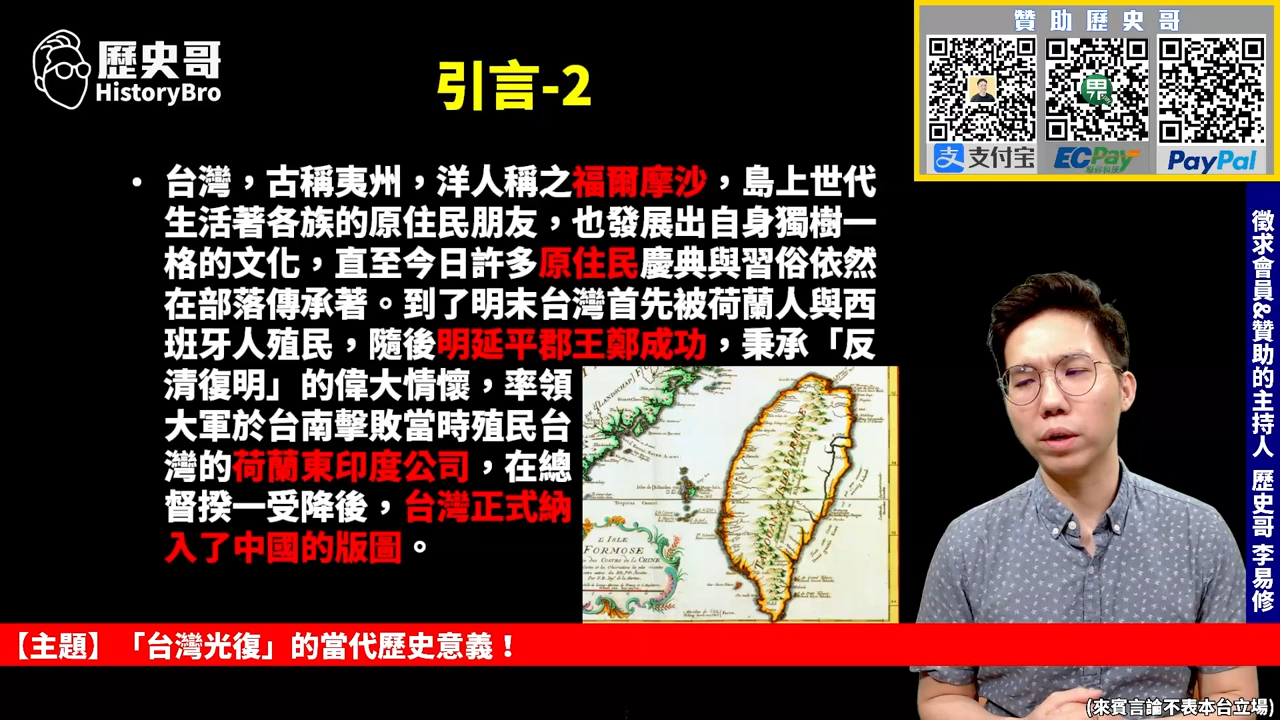 歷史哥
HistoryBro
引言-2
• 台灣，古稱夷州，洋人稱之福爾摩沙，島上世代
生活著各族的原住民朋友，也發展出自身獨樹一
格的文化，直至今日許多原住民慶典與習俗依然
在部落傳承著。到了明末台灣首先被荷蘭人與西
班牙人殖民，隨後明延平郡王鄭成功，秉承「反
清復明」的偉大情懷，率領
大軍於台南擊敗當時殖民台
灣的荷蘭東印度公司，在總
督揆一受降後，台灣正式納
入了中國的版圖。
L'ISLE
FORMOSE
贊助歷史哥
男
支 支付寶
ECPay
PayPal
徵求會員&贊助的主持人 歷史哥 李易修
【主題】「台灣光復」的當代歷史意義！
(來賓言論不表本台立場)